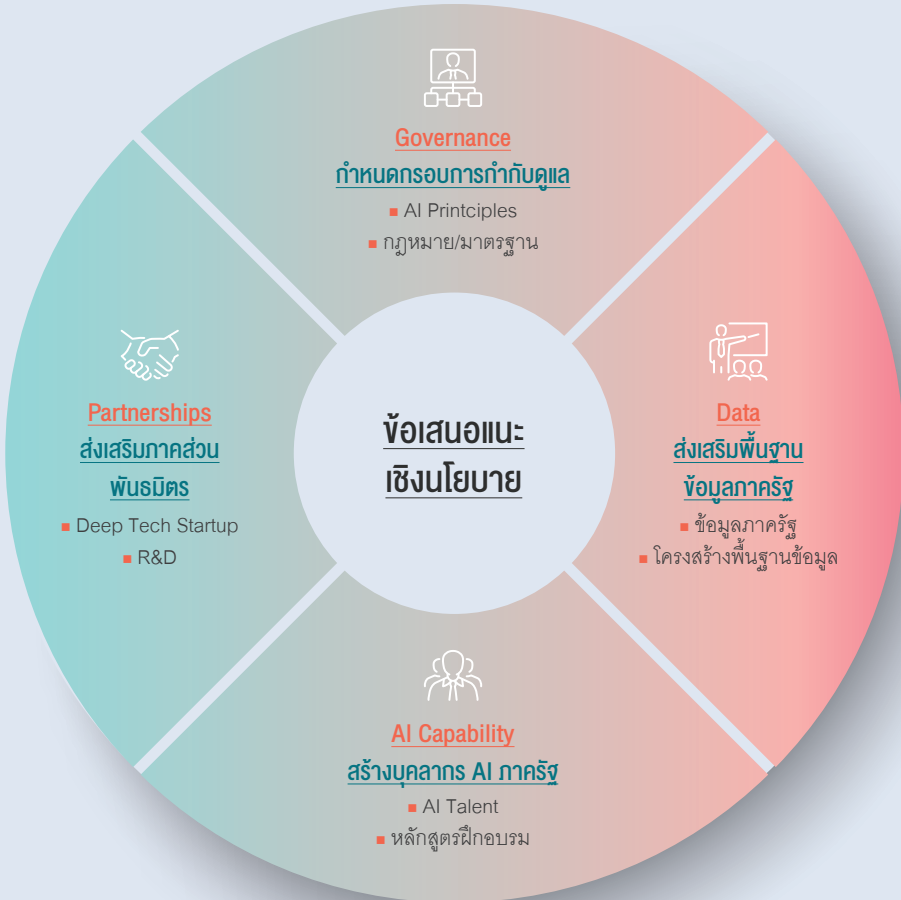 Governance
กำหนดกรอบการกำกับดูแล
■ AI Printciples
■ กฎหมาย/มาตรฐาน
Partnerships
ส่งเสริมภาคส่วน
พันธมิตร
■ Deep Tech Startup
■ R&D
ข้อเสนอแนะ
เชิงนโยบาย
Data
ส่งเสริมพื้นฐาน
ข้อมูลภาครัฐ
■ ข้อมูลภาครัฐ
■ โครงสร้างพื้นฐานข้อมูล
AI Capability
สร้างบุคลากร AI ภาครัฐ
■ AI Talent
■ หลักสูตรฝึกอบรม